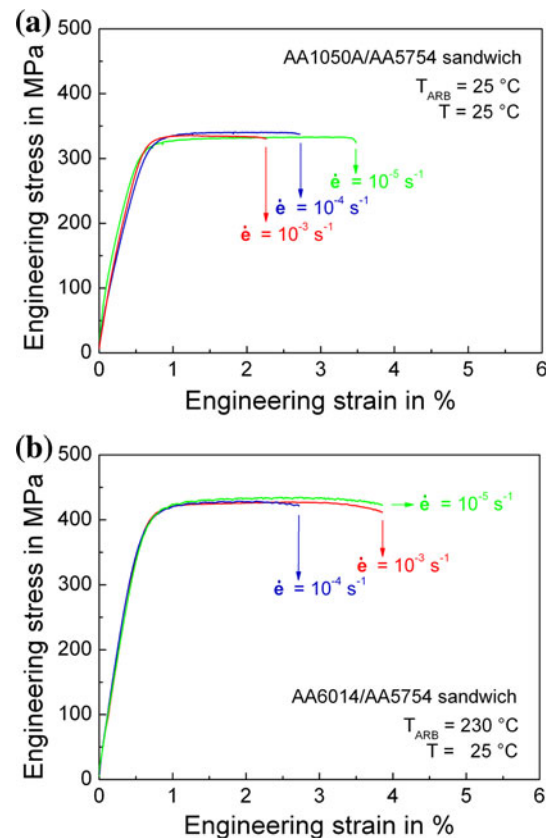 (a)
500
400
300
200
100
0
Engineering stress in MPa
AA1050A/AA5754 sandwich
T_ARB = 25 °C
T = 25 °C
ė = 10⁻⁵ s⁻¹
ė = 10⁻⁴ s⁻¹
ė = 10⁻³ s⁻¹
0 1 2 3 4 5 6
Engineering strain in %
(b)
500
400
300
200
100
0
Engineering stress in MPa
ė = 10⁻⁵ s⁻¹
ė = 10⁻³ s⁻¹
ė = 10⁻⁴ s⁻¹
AA6014/AA5754 sandwich
T_ARB = 230 °C
T = 25 °C
0 1 2 3 4 5 6
Engineering strain in %